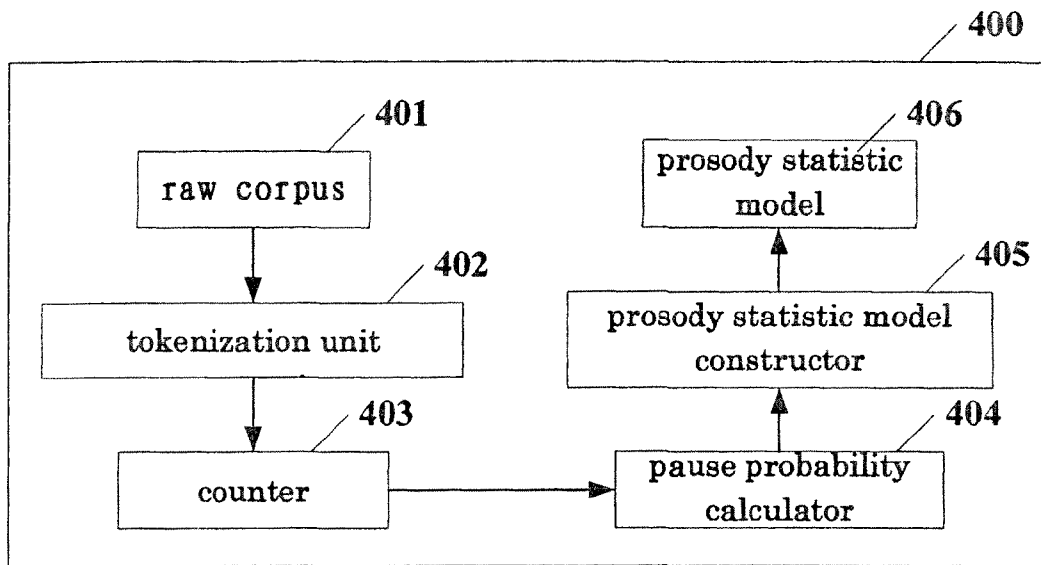 400
401
raw corpus
402
tokenization unit
403
counter
406
prosody statistic
model
405
prosody statistic model
constructor
404
pause probability
calculator